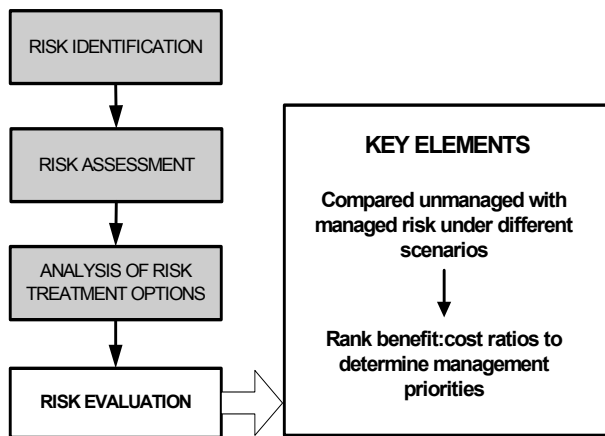 RISK IDENTIFICATION
RISK ASSESSMENT
ANALYSIS OF RISK
TREATMENT OPTIONS
RISK EVALUATION
KEY ELEMENTS
Compared unmanaged with
managed risk under different
scenarios
Rank benefit:cost ratios to
determine management
priorities